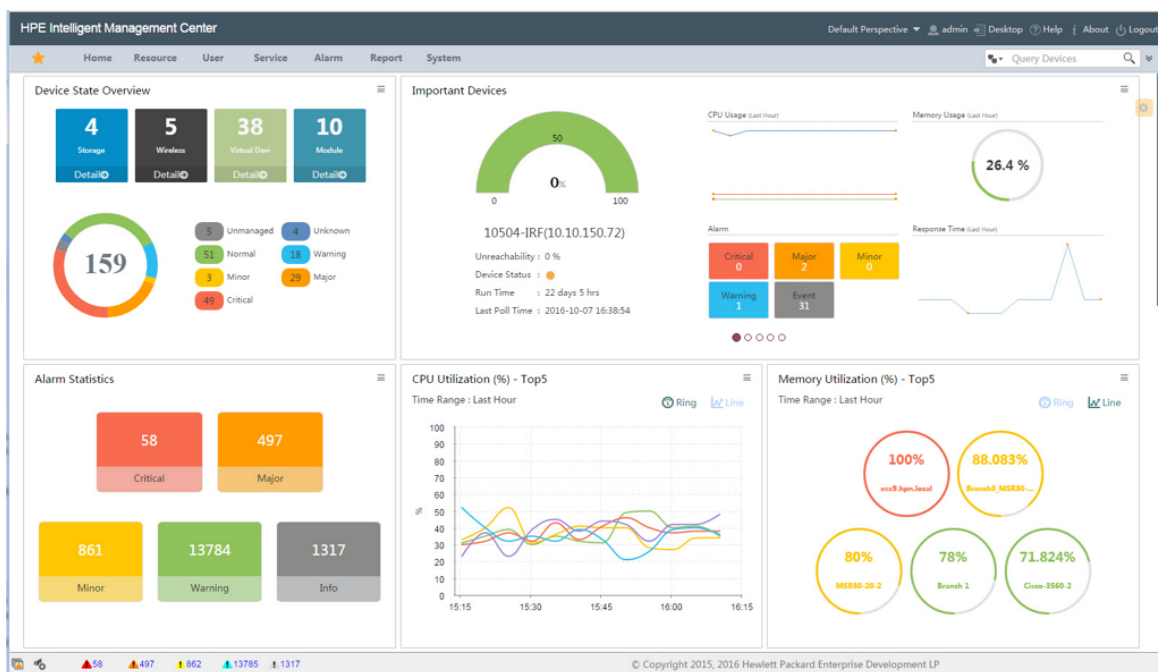 HPE Intelligent Management Center
Default Perspective admin Desktop Help About Logout
Home Resource User Service Alarm Report System
Query Devices
Device State Overview
4 5 38 10
Storage Wireless Virtual Devi Module
Detail Detail Detail Detail
159
5 Unmanaged 4 Unknown
51 Normal 18 Warning
3 Minor 29 Major
49 Critical
Important Devices
50
0%
0 100
10504-IRF(10.10.150.72)
Unreachability : 0 %
Device Status :
Run Time : 22 days 5 hrs
Last Poll Time : 2016-10-07 16:38:54
CPU Usage (Last Hour)
Memory Usage (Last Hour)
26.4 %
Alarm
Critical Major Minor
0 2 0
Warning Event
1 31
Response Time (Last Hour)
Alarm Statistics
58 497
Critical Major
861 13784 1317
Minor Warning Info
CPU Utilization (%) - Top5
Time Range : Last Hour
Ring Line
100
90
80
70
60
50
40
30
20
10
0
%
15:15 15:30 15:45 16:00 16:15
Memory Utilization (%) - Top5
Time Range : Last Hour
Ring Line
100% 88.083%
esx9.hpn.local Branch3_MSR30-...
80% 78% 71.824%
MSR30-20-2 Branch 1 Cisco-3560-2
58 497 862 13785 1317
© Copyright 2015, 2016 Hewlett Packard Enterprise Development LP